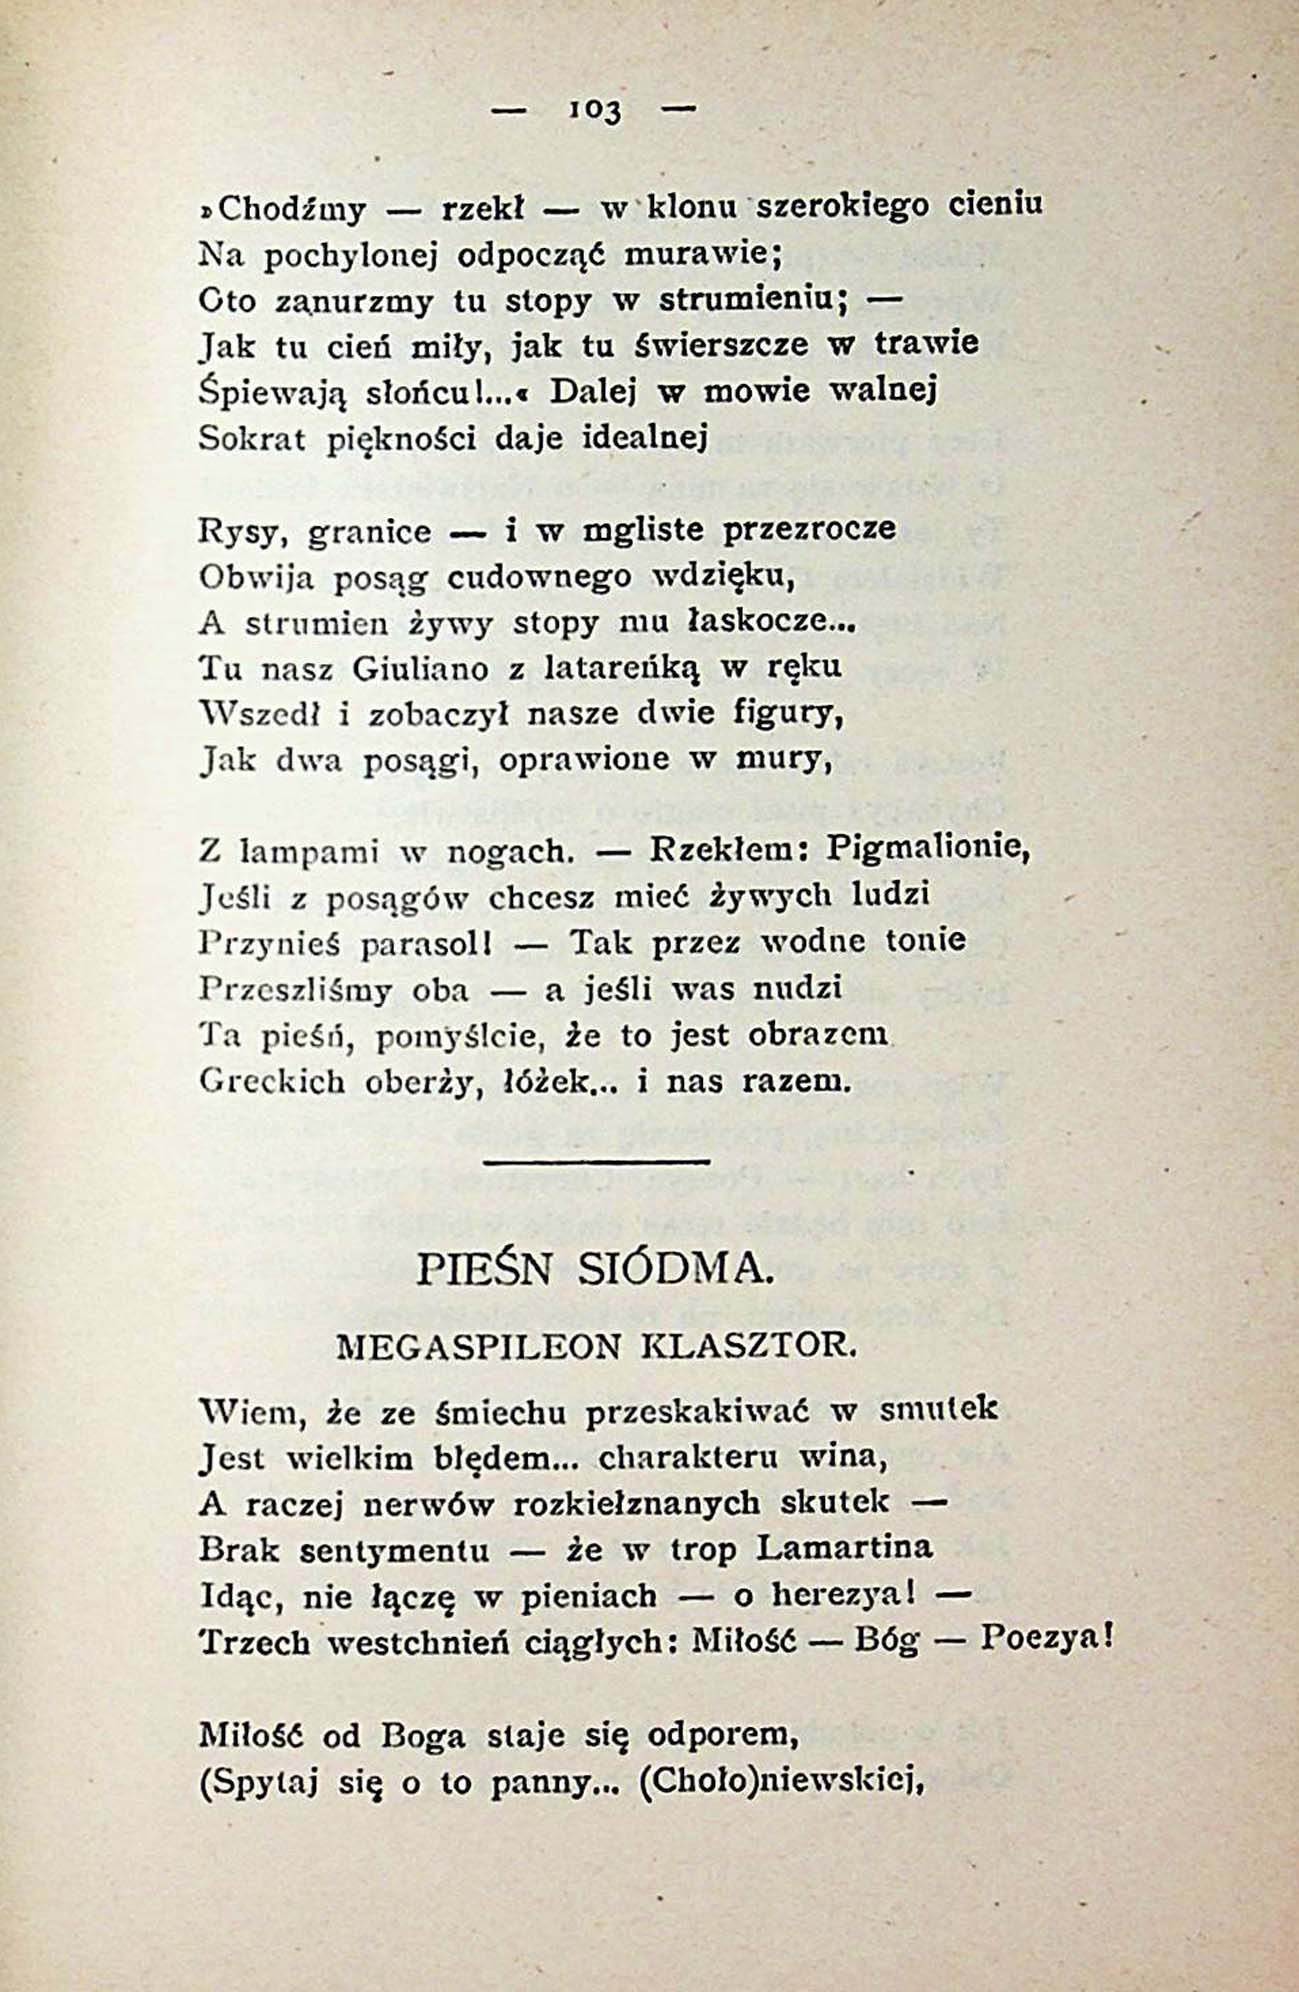 — 103 —
»Chodźmy — rzekł — w klonu szerokiego cieniu
Na pochylonej odpocząć murawie;
Oto zanurzmy tu stopy w strumieniu; —
Jak tu cień miły, jak tu świerszcze w trawie
Śpiewają słońcu!...« Dalej w mowie walnej
Sokrat piękności daje idealnej
Rysy, granice — i w mgliste przezrocze
Obwija posąg cudownego wdzięku,
A strumien żywy stopy mu łaskocze...
Tu nasz Giuliano z latareńką w ręku
Wszedł i zobaczył nasze dwie figury,
Jak dwa posągi, oprawione w mury,
Z lampami w nogach. — Rzekłem: Pigmalionie,
Jeśli z posągów chcesz mieć żywych ludzi
Przynieś parasol! — Tak przez wodne tonie
Przeszliśmy oba — a jeśli was nudzi
Ta pieśń, pomyślcie, że to jest obrazem
Greckich oberży, łóżek... i nas razem.
PIEŚN SIÓDMA.
MEGASPILEON KLASZTOR.
Wiem, że ze śmiechu przeskakiwać w smutek
Jest wielkim błędem... charakteru wina,
A raczej nerwów rozkiełznanych skutek —
Brak sentymentu — że w trop Lamartina
Idąc, nie łączę w pieniach — o herezya! —
Trzech westchnień ciągłych: Miłość — Bóg — Poezya!
Miłość od Boga staje się odporem,
(Spytaj się o to panny... (Choło)niewskiej,